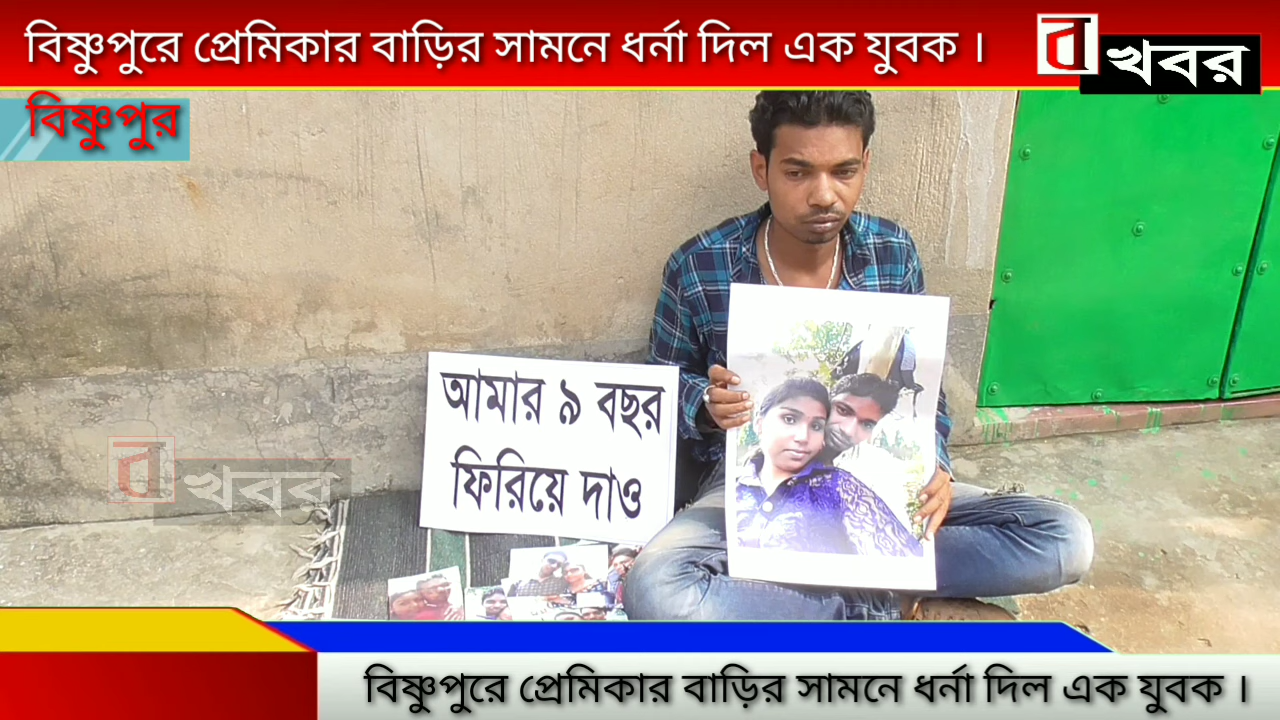 বিষ্ণুপুরে প্রেমিকার বাড়ির সামনে ধর্না দিল এক যুবক ।
ব খবর
বিষ্ণুপুর
আমার ৯ বছর
ফিরিয়ে দাও
ব খবর
বিষ্ণুপুরে প্রেমিকার বাড়ির সামনে ধর্না দিল এক যুবক ।